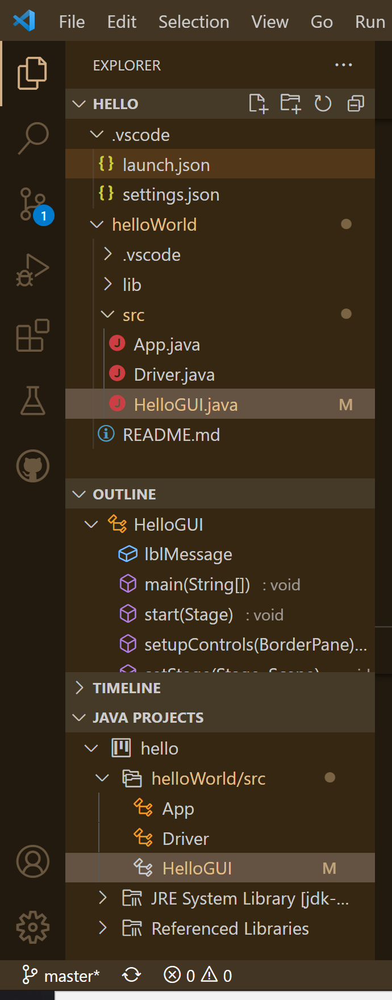 File Edit Selection View Go Run
EXPLORER ...
HELLO
.vscode
{} launch.json
{} settings.json
helloWorld
.vscode
lib
src
J App.java
J Driver.java
J HelloGUI.java M
README.md
1
OUTLINE
HelloGUI
lblMessage
main(String[]) : void
start(Stage) : void
setupControls(BorderPane)...
TIMELINE
JAVA PROJECTS
hello
helloWorld/src
App
Driver
HelloGUI M
JRE System Library [jdk-...
Referenced Libraries
master* 0 0